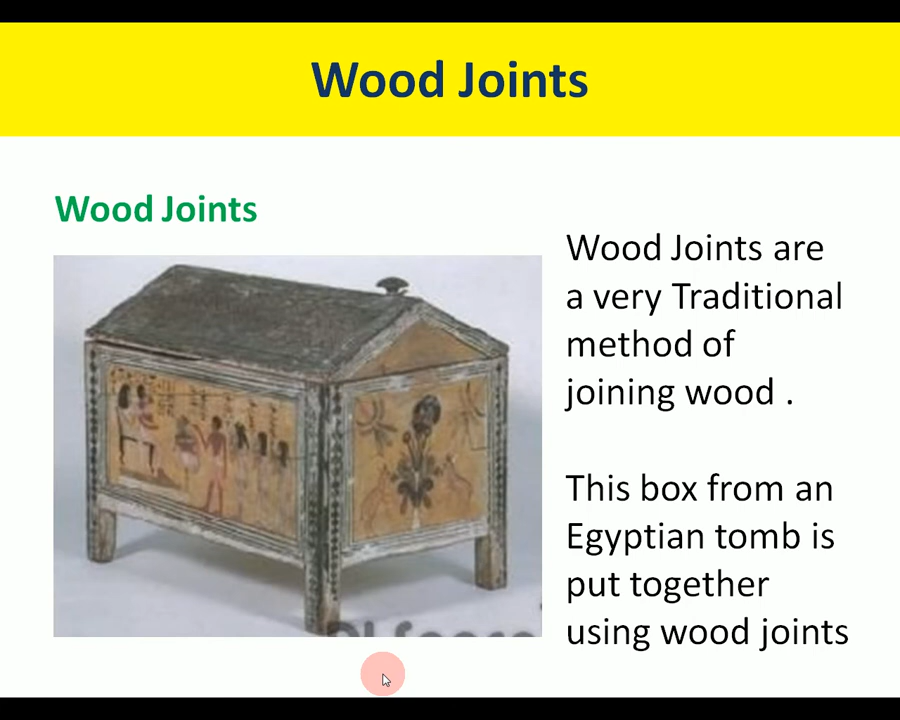 Wood Joints
Wood Joints
Wood Joints are
a very Traditional
method of
joining wood .
This box from an
Egyptian tomb is
put together
using wood joints